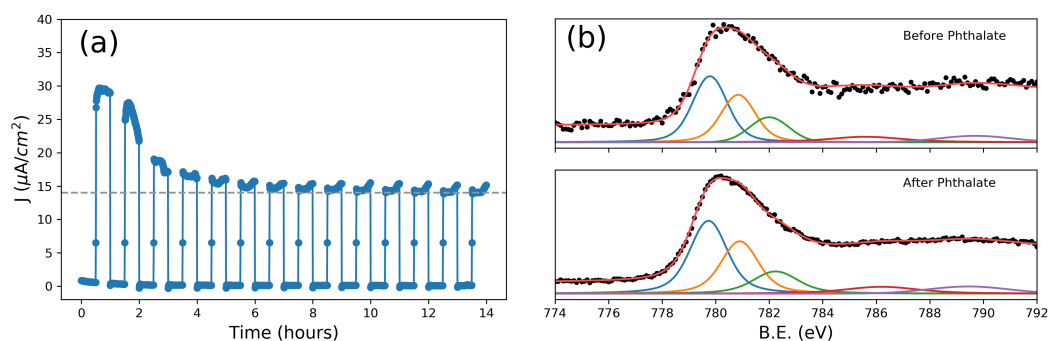 (a)
J (μA/cm²)
40
35
30
25
20
15
10
5
0
0 2 4 6 8 10 12 14
Time (hours)
(b)
Before Phthalate
After Phthalate
774 776 778 780 782 784 786 788 790 792
B.E. (eV)